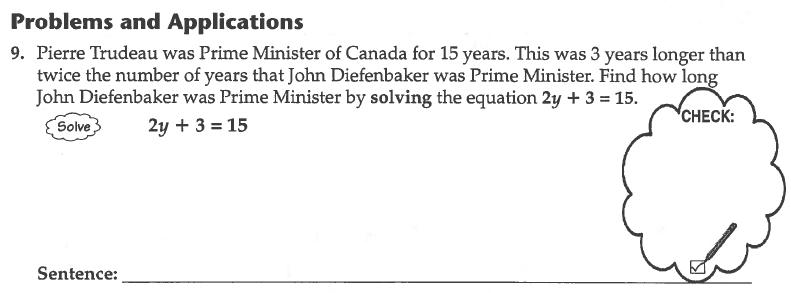 Problems and Applications
9. Pierre Trudeau was Prime Minister of Canada for 15 years. This was 3 years longer than
twice the number of years that John Diefenbaker was Prime Minister. Find how long
John Diefenbaker was Prime Minister by solving the equation 2y + 3 = 15.
CHECK:
Solve 2y + 3 = 15
Sentence: